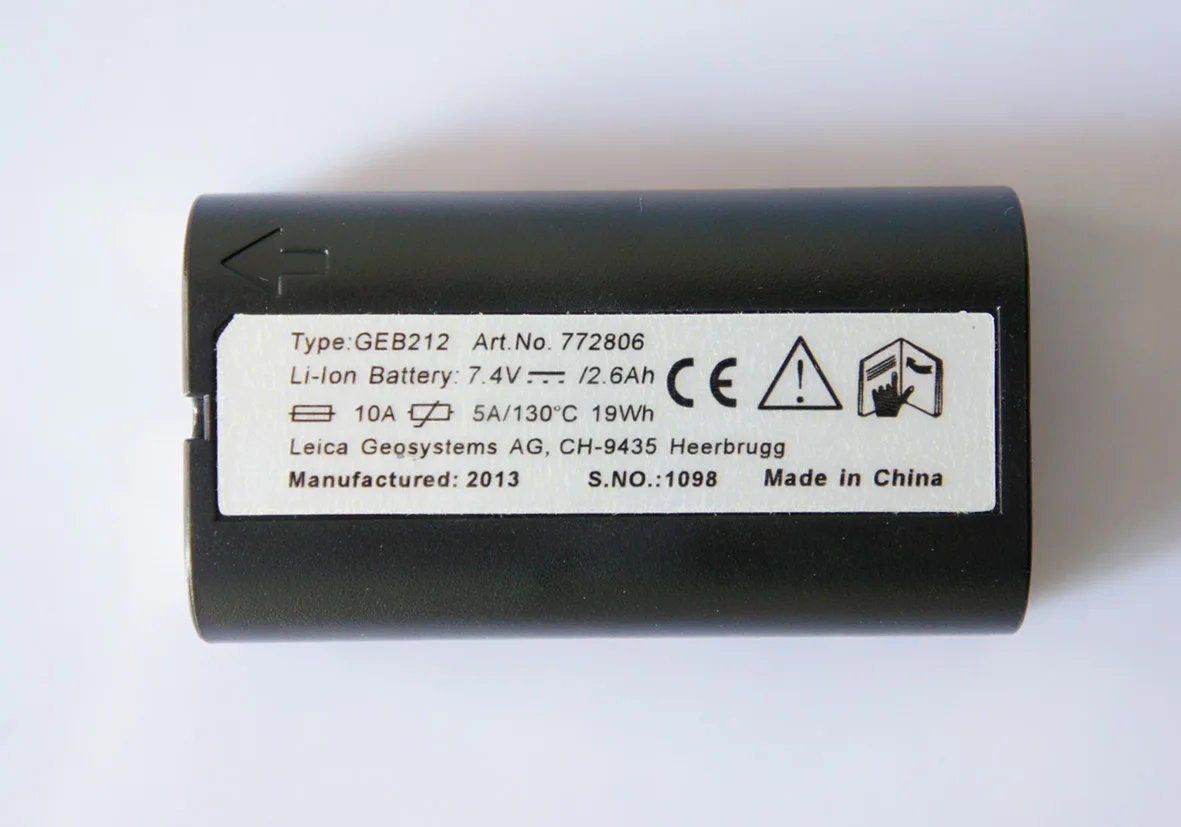 Type:GEB212 Art.No. 772806
Li-Ion Battery: 7.4V ⎓ /2.6Ah CE
10A 5A/130°C 19Wh
Leica Geosystems AG, CH-9435 Heerbrugg
Manufactured: 2013 S.NO.:1098 Made in China